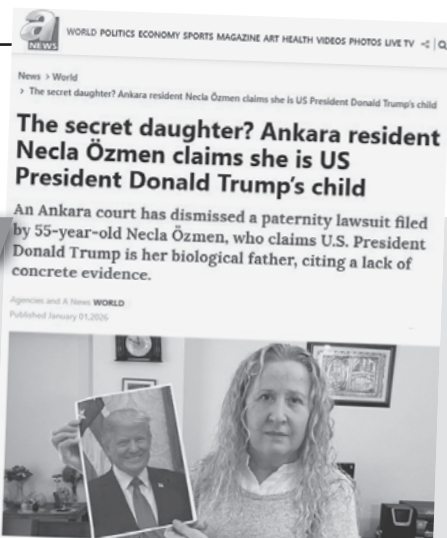 a
NEWS
WORLD POLITICS ECONOMY SPORTS MAGAZINE ART HEALTH VIDEOS PHOTOS LIVE TV
News > World
> The secret daughter? Ankara resident Necla Özmen claims she is US President Donald Trump's child
The secret daughter? Ankara resident
Necla Özmen claims she is US
President Donald Trump's child
An Ankara court has dismissed a paternity lawsuit filed
by 55-year-old Necla Özmen, who claims U.S. President
Donald Trump is her biological father, citing a lack of
concrete evidence.
Agencies and A News WORLD
Published January 01,2026